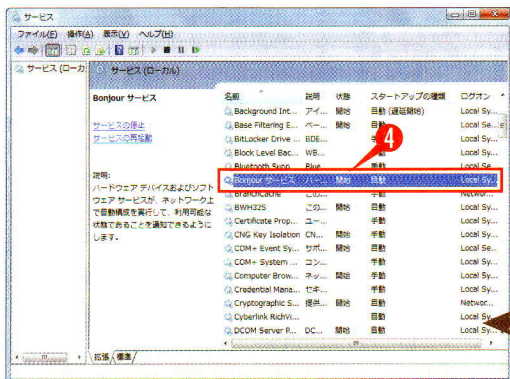 サービス
ファイル(F) 操作(A) 表示(V) ヘルプ(H)
サービス (ローカ
サービス (ローカル)
Bonjour サービス
サービスの停止
サービスの再起動
説明:
ハードウェア デバイスおよびソフト
ウェア サービスが、ネットワーク上
で自動構成を実行して、利用可能な
状態であることを通知できるように
します。
名前 説明 状態 スタートアップの種類 ログオン
Background Int... アイ... 開始 自動 (遅延開始) Local Sy...
Base Filtering E... ベー... 開始 自動 Local Se...
BitLocker Drive ... BDE... 手動 Local Sy...
Block Level Bac... WB... 手動 Local Sy...
Bluetooth Supp... Blue... 手動 Local Se...
4
Bonjour サービス ハー... 開始 自動 Local Sy...
BranchCache この... 手動 Networ...
BWH32S この... 開始 自動 Local Sy...
Certificate Prop... ユー... 手動 Local Sy...
CNG Key Isolation CN... 開始 手動 Local Sy...
COM+ Event Sy... サポ... 開始 自動 Local Se...
COM+ System ... コン... 手動 Local Sy...
Computer Brow... ネッ... 開始 手動 Local Sy...
Credential Mana... セキ... 手動 Local Sy...
Cryptographic S... 提供... 開始 自動 Networ...
Cyberlink RichVi... 自動 Local Sy...
DCOM Server P... DC... 開始 自動 Local Sy...
拡張 標準